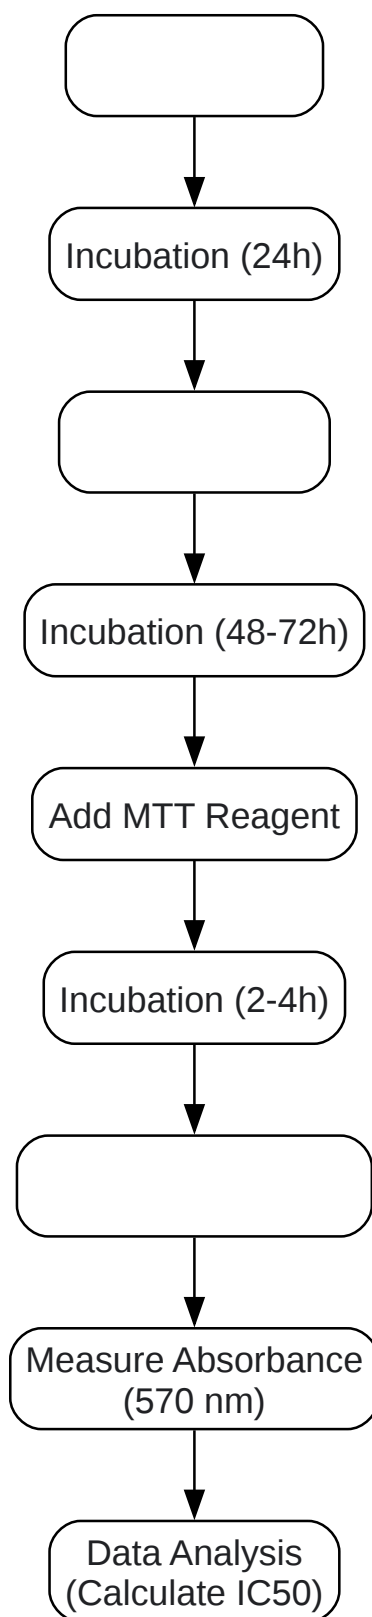 Incubation (24h)
Incubation (48-72h)
Add MTT Reagent
Incubation (2-4h)
Measure Absorbance
(570 nm)
Data Analysis
(Calculate IC50)